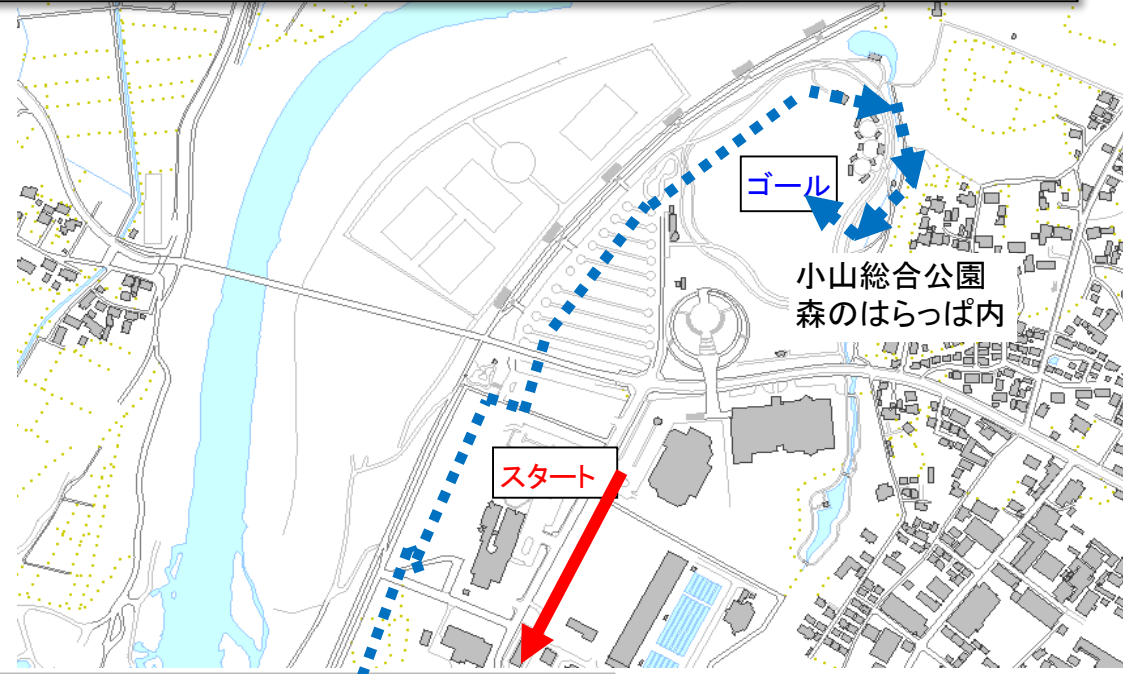 ゴール
小山総合公園
森のはらっぱ内
スタート